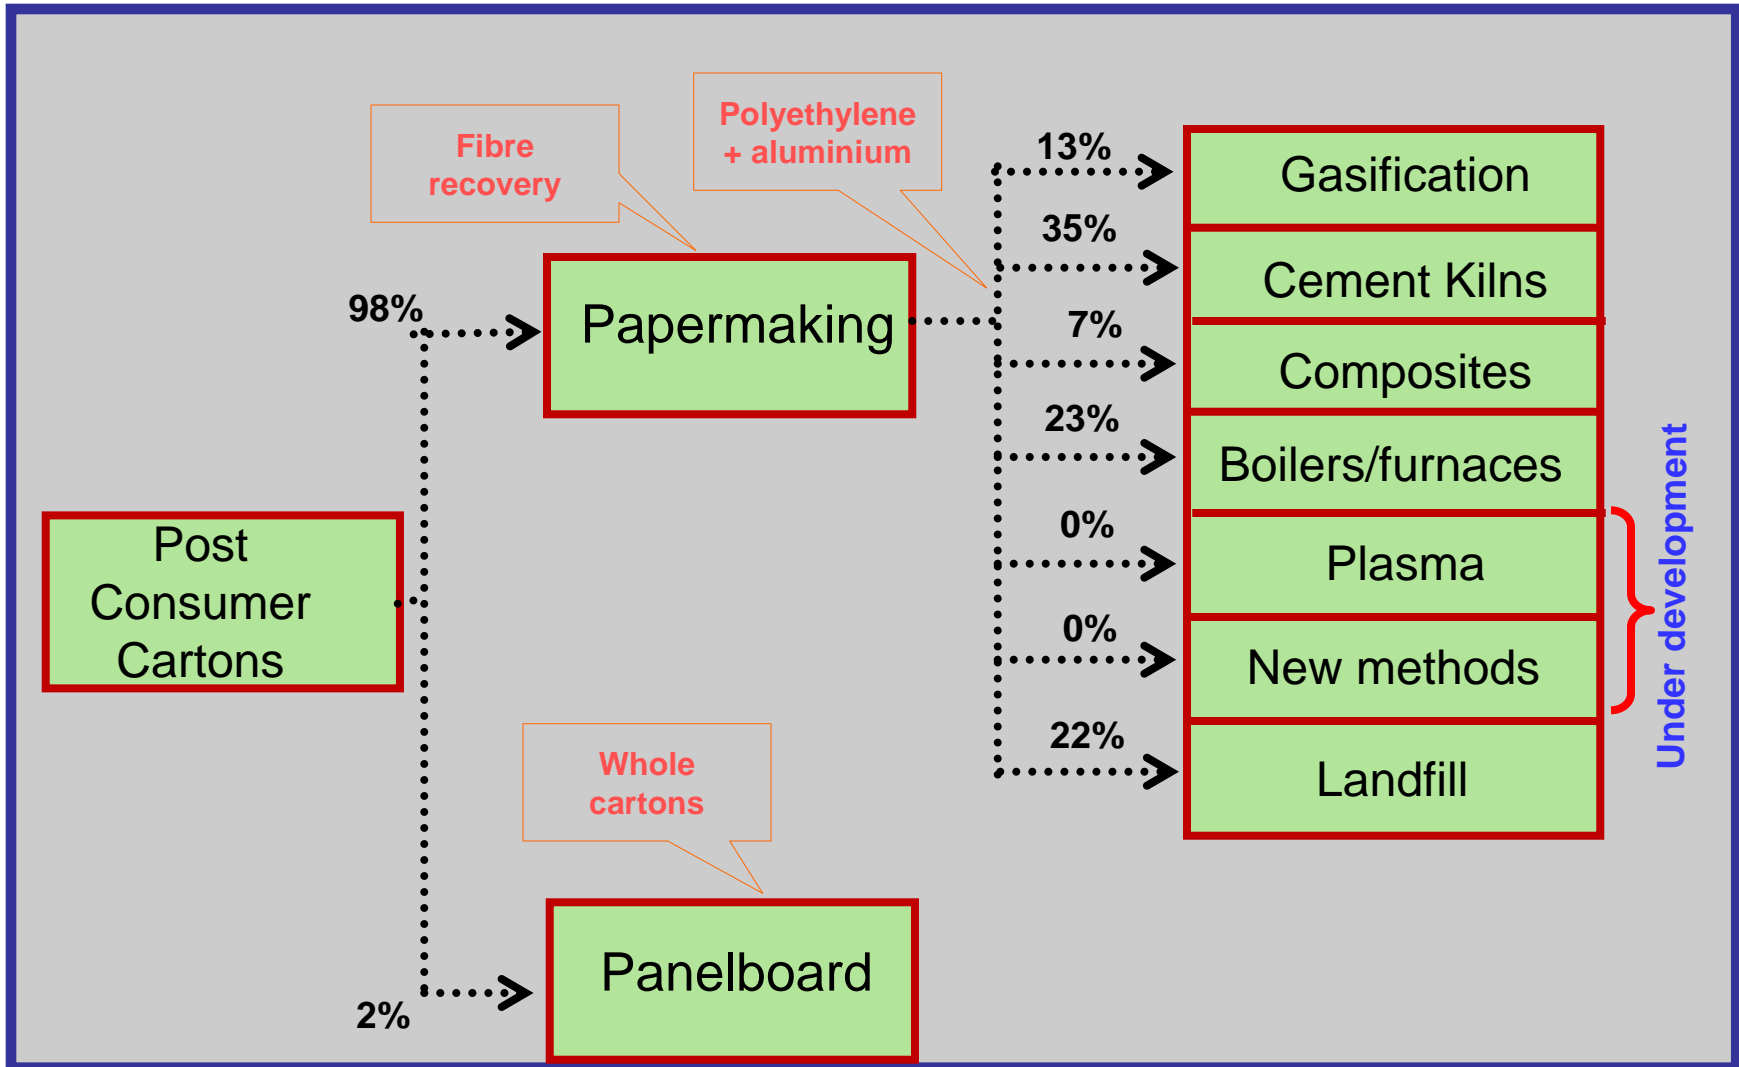 Fibre
recovery
Polyethylene
+ aluminium
13%
Gasification
35%
Cement Kilns
98%
Papermaking
7%
Composites
23%
Boilers/furnaces
Post
Consumer
Cartons
0%
Plasma
0%
New methods
Under development
22%
Landfill
Whole
cartons
2%
Panelboard